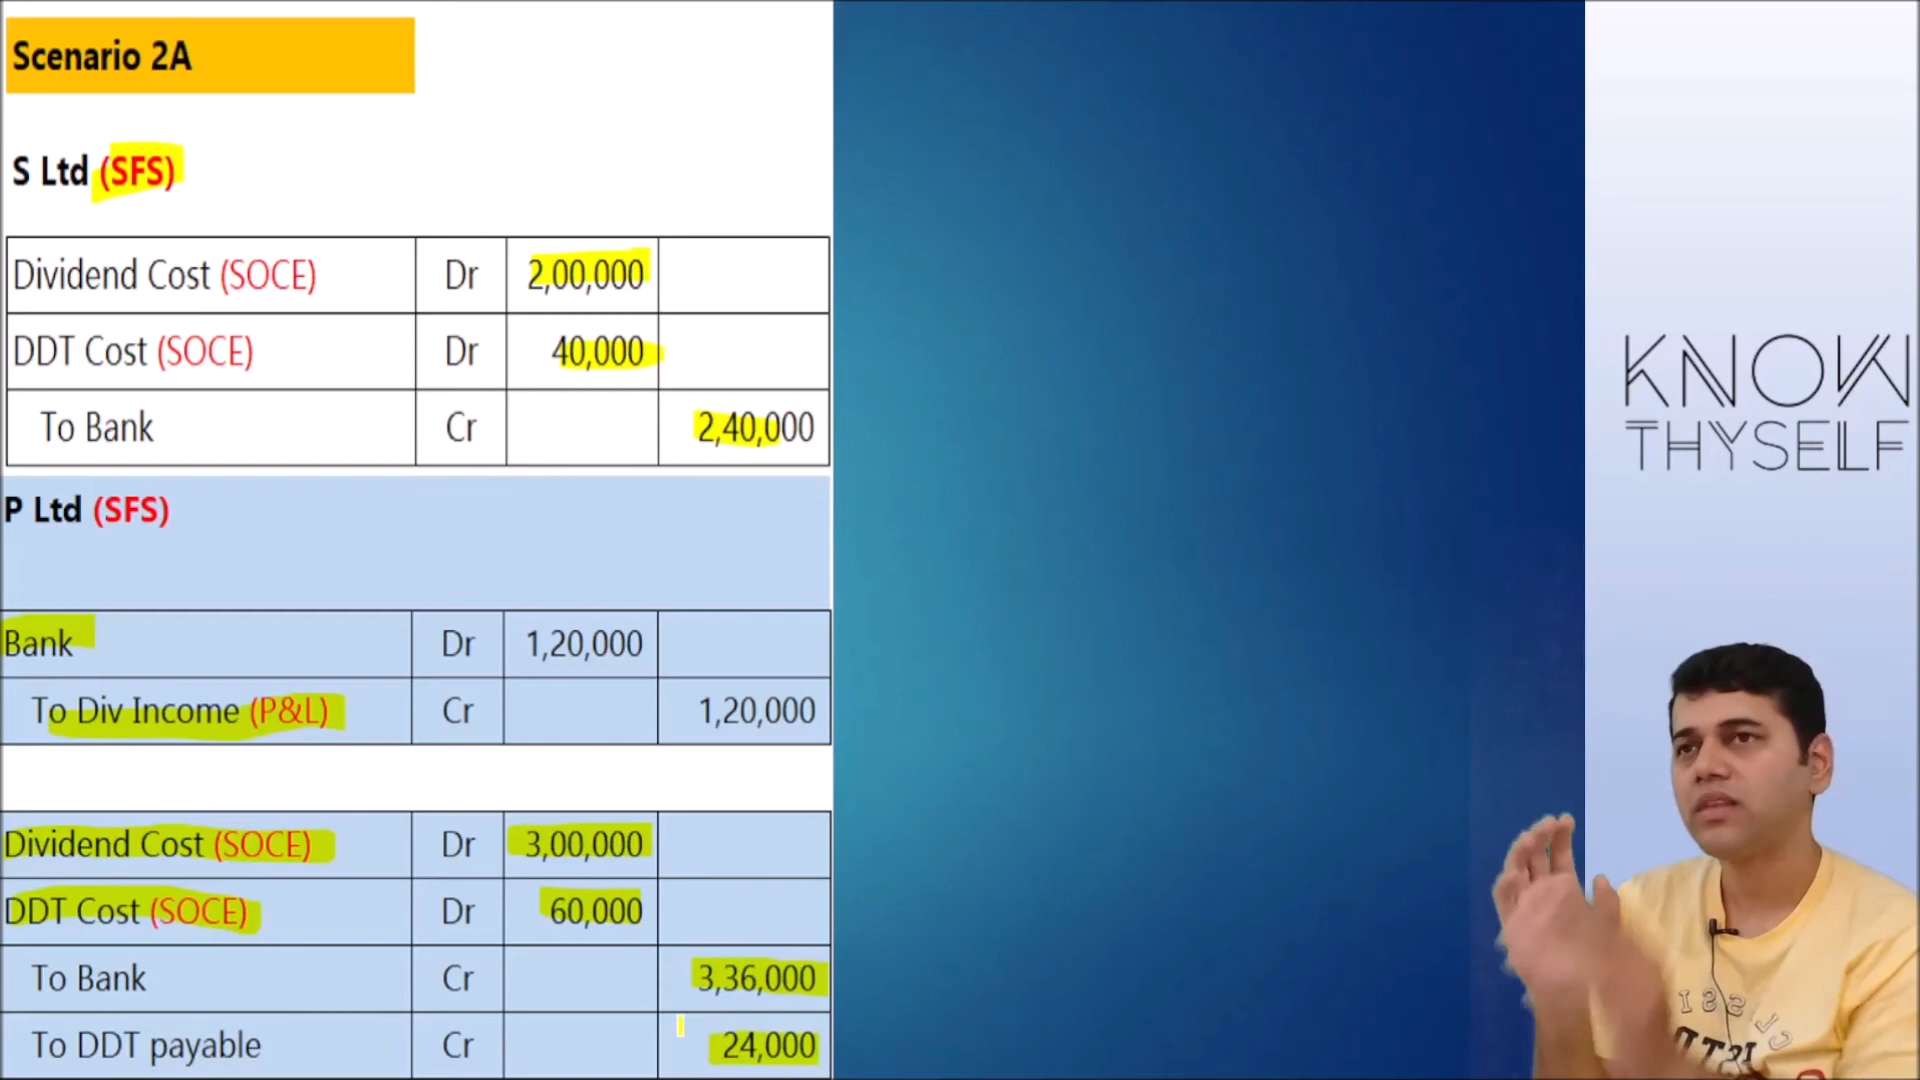 Scenario 2A
S Ltd (SFS)
Dividend Cost (SOCE) Dr 2,00,000
DDT Cost (SOCE) Dr 40,000
To Bank Cr 2,40,000
P Ltd (SFS)
Bank Dr 1,20,000
To Div Income (P&L) Cr 1,20,000
Dividend Cost (SOCE) Dr 3,00,000
DDT Cost (SOCE) Dr 60,000
To Bank Cr 3,36,000
To DDT payable Cr 24,000
KNOW
THYSELF